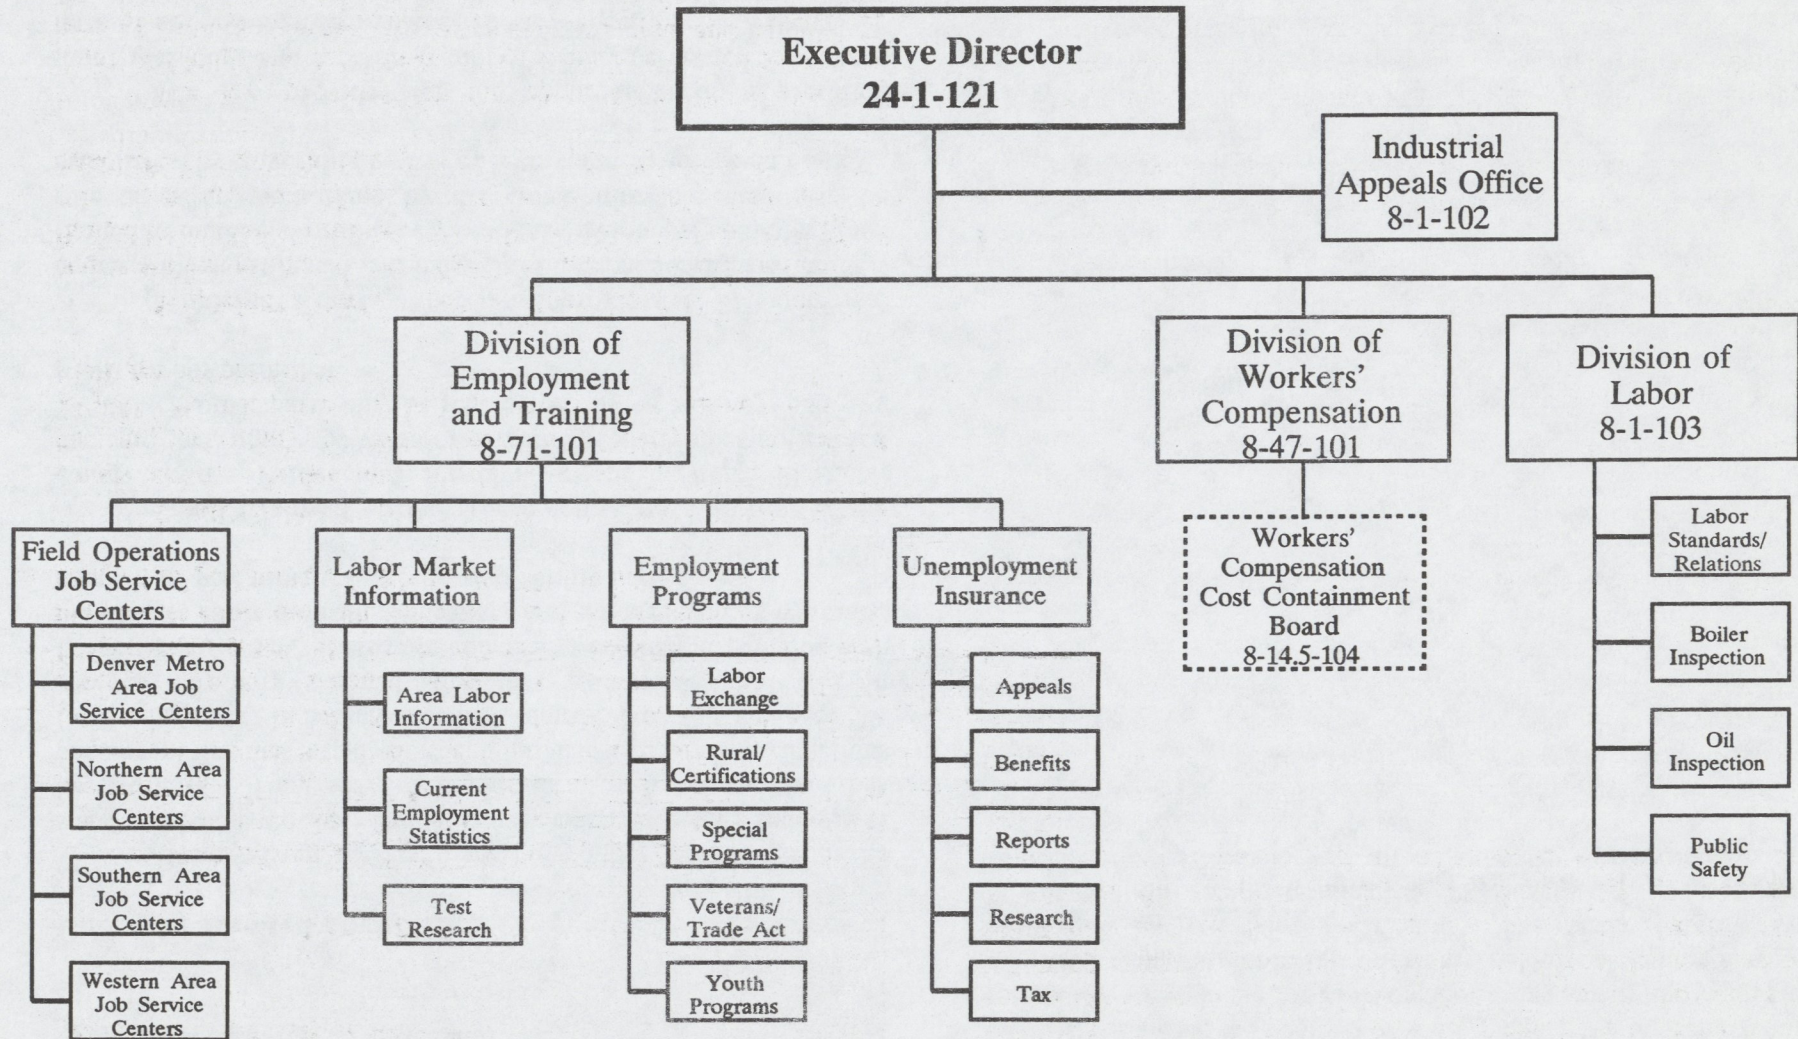 Executive Director
24-1-121
Industrial
Appeals Office
8-1-102
Division of
Employment
and Training
8-71-101
Division of
Workers'
Compensation
8-47-101
Division of
Labor
8-1-103
Field Operations
Job Service
Centers
Denver Metro
Area Job
Service Centers
Northern Area
Job Service
Centers
Southern Area
Job Service
Centers
Western Area
Job Service
Centers
Labor Market
Information
Area Labor
Information
Current
Employment
Statistics
Test
Research
Employment
Programs
Labor
Exchange
Rural/
Certifications
Special
Programs
Veterans/
Trade Act
Youth
Programs
Unemployment
Insurance
Appeals
Benefits
Reports
Research
Tax
Workers'
Compensation
Cost Containment
Board
8-14.5-104
Labor
Standards/
Relations
Boiler
Inspection
Oil
Inspection
Public
Safety